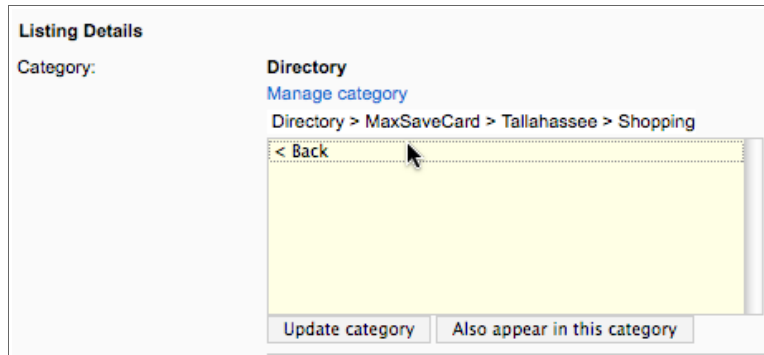 Listing Details
Category:
Directory
Manage category
Directory > MaxSaveCard > Tallahassee > Shopping
< Back
Update category
Also appear in this category